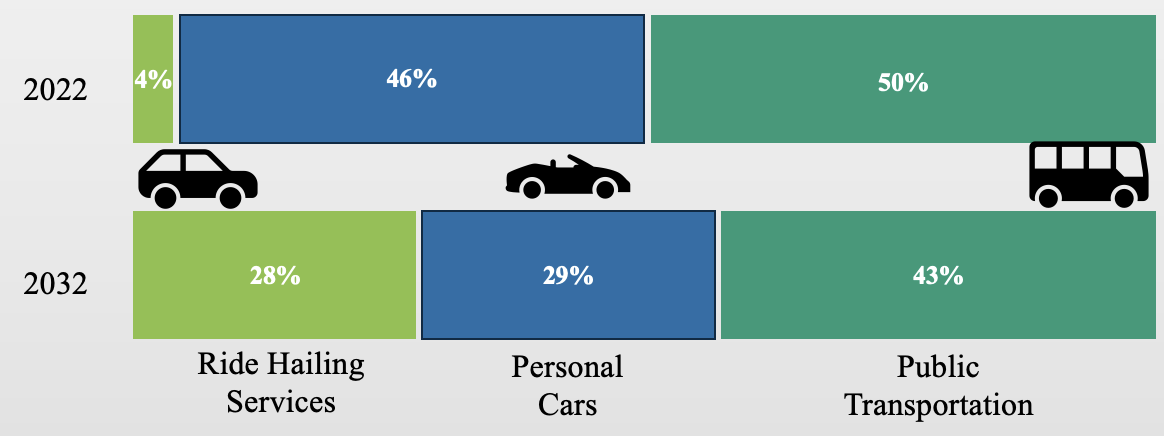 2022
4%
46%
50%
2032
28%
29%
43%
Ride Hailing
Services
Personal
Cars
Public
Transportation